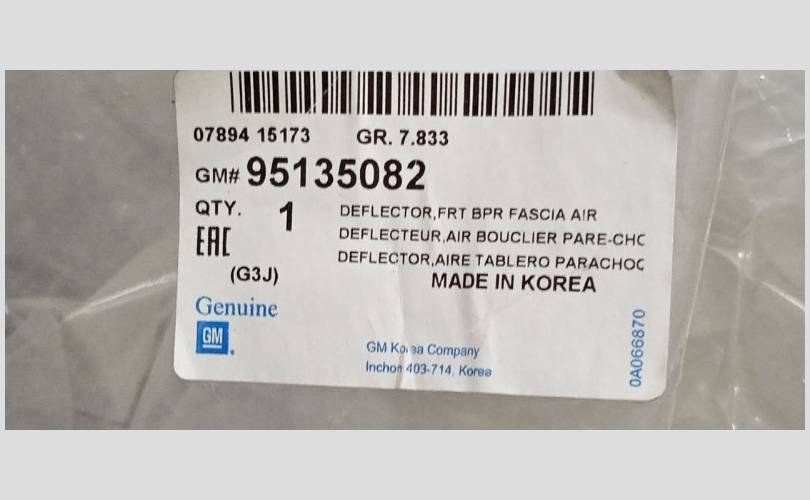 07894 15173 GR. 7.833
GM# 95135082
QTY. 1
DEFLECTOR,FRT BPR FASCIA AIR
DEFLECTEUR,AIR BOUCLIER PARE-CHC
DEFLECTOR,AIRE TABLERO PARACHOC
EAC
(G3J)
MADE IN KOREA
Genuine
GM
GM Korea Company
Inchon 403-714, Korea
0A066870